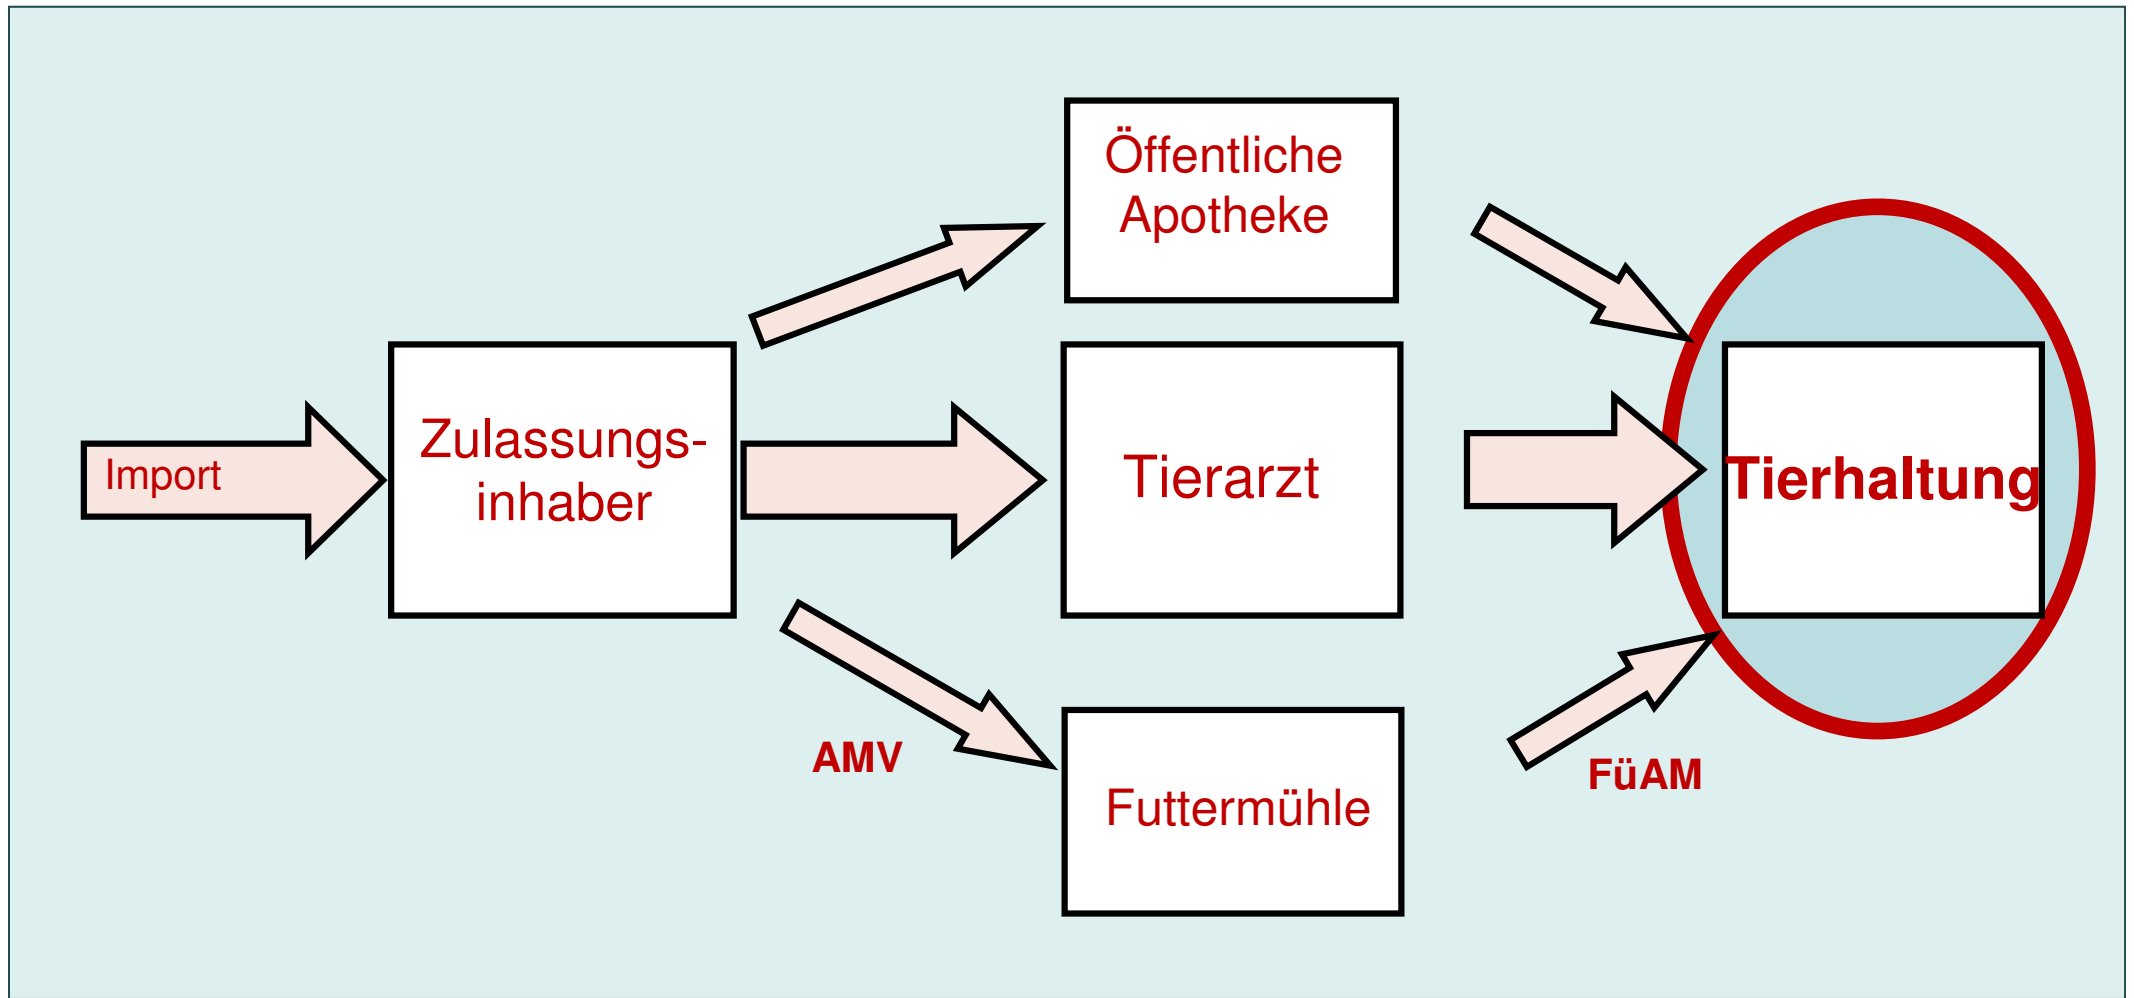 Import
Zulassungs-
inhaber
Öffentliche
Apotheke
Tierarzt
AMV
Futtermühle
FüAM
Tierhaltung